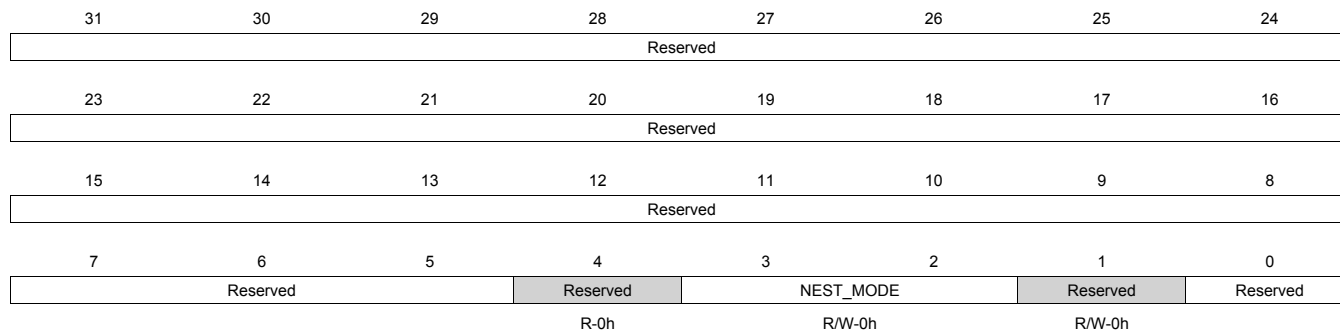 31 30 29 28 27 26 25 24
Reserved
23 22 21 20 19 18 17 16
Reserved
15 14 13 12 11 10 9 8
Reserved
7 6 5 4 3 2 1 0
Reserved Reserved NEST_MODE Reserved Reserved
R-0h R/W-0h R/W-0h